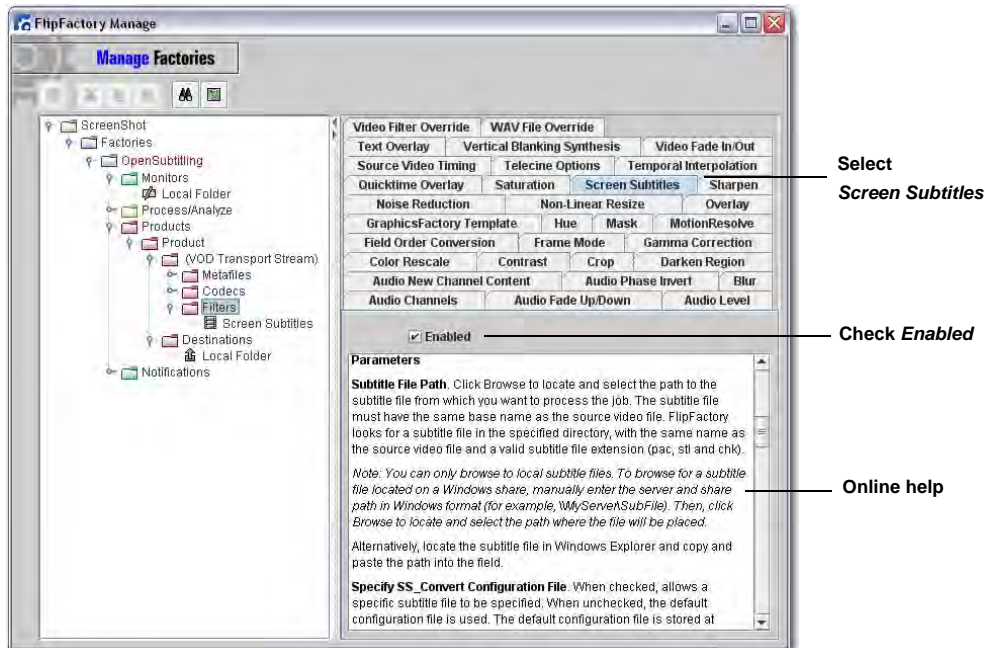 FlipFactory Manage
Manage Factories
ScreenShot
Factories
OpenSubtitling
Monitors
Local Folder
Process/Analyze
Products
Product
(VOD Transport Stream)
Metafiles
Codecs
Filters
Screen Subtitles
Destinations
Local Folder
Notifications
Video Filter Override WAV File Override
Text Overlay Vertical Blanking Synthesis Video Fade In/Out
Source Video Timing Telecine Options Temporal Interpolation
Quicktime Overlay Saturation Screen Subtitles Sharpen
Noise Reduction Non-Linear Resize Overlay
GraphicsFactory Template Hue Mask MotionResolve
Field Order Conversion Frame Mode Gamma Correction
Color Rescale Contrast Crop Darken Region
Audio New Channel Content Audio Phase Invert Blur
Audio Channels Audio Fade Up/Down Audio Level
Enabled
Parameters
Subtitle File Path. Click Browse to locate and select the path to the
subtitle file from which you want to process the job. The subtitle file
must have the same base name as the source video file. FlipFactory
looks for a subtitle file in the specified directory, with the same name as
the source video file and a valid subtitle file extension (pac, stl and chk).
Note: You can only browse to local subtitle files. To browse for a subtitle
file located on a Windows share, manually enter the server and share
path in Windows format (for example, \\MyServer\SubFile). Then, click
Browse to locate and select the path where the file will be placed.
Alternatively, locate the subtitle file in Windows Explorer and copy and
paste the path into the field.
Specify SS_Convert Configuration File. When checked, allows a
specific subtitle file to be specified. When unchecked, the default
configuration file is used. The default configuration file is stored at
Select
Screen Subtitles
Check Enabled
Online help